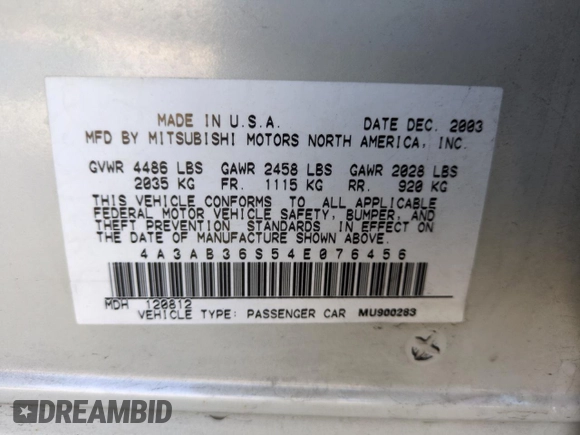 MADE IN U.S.A. DATE DEC. 2003
MFD BY MITSUBISHI MOTORS NORTH AMERICA, INC.
GVWR 4486 LBS GAWR 2458 LBS GAWR 2028 LBS
2035 KG FR. 1115 KG RR. 920 KG
THIS VEHICLE CONFORMS TO ALL APPLICABLE
FEDERAL MOTOR VEHICLE SAFETY, BUMPER, AND
THEFT PREVENTION STANDARDS IN EFFECT ON
THE DATE OF MANUFACTURE SHOWN ABOVE.
4A3AB36S54E076456
MDH 120812
VEHICLE TYPE: PASSENGER CAR MU900283
DREAMBID